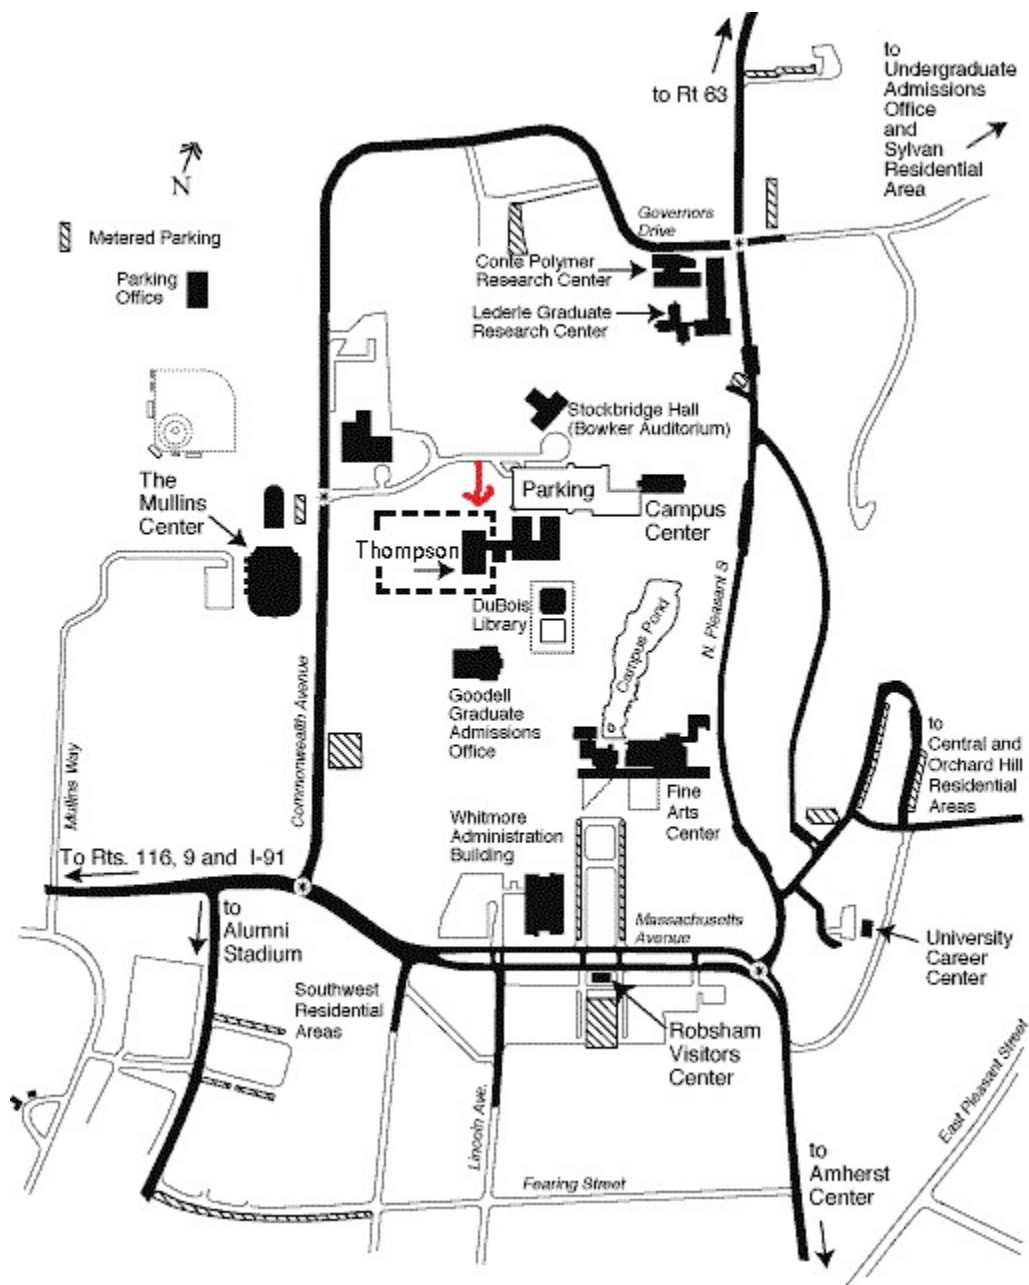 to Rt 63
to
Undergraduate
Admissions
Office
and
Sylvan
Residential
Area
N
Metered Parking
Parking
Office
Governors
Drive
Conte Polymer
Research Center
Lederle Graduate
Research Center
Stockbridge Hall
(Bowker Auditorium)
The
Mullins
Center
Parking
Campus
Center
Thompson
DuBois
Library
Campus Pond
N. Pleasant S
Goodell
Graduate
Admissions
Office
Commonwealth Avenue
Mullins Way
Fine
Arts
Center
to
Central and
Orchard Hill
Residential
Areas
Whitmore
Administration
Building
To Rts. 116, 9 and I-91
to
Alumni
Stadium
Massachusetts
Avenue
University
Career
Center
Southwest
Residential
Areas
Robsham
Visitors
Center
Lincoln Ave.
East Pleasant Street
Fearing Street
to
Amherst
Center